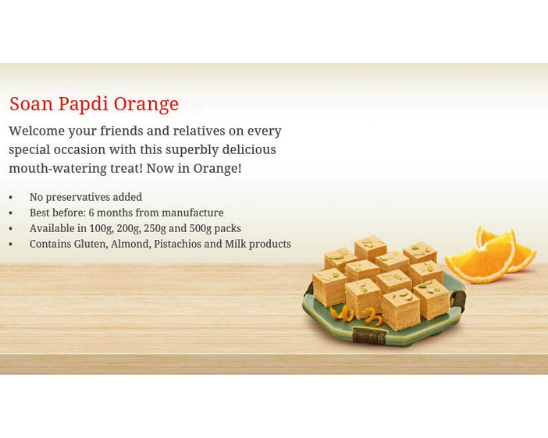 Soan Papdi Orange
Welcome your friends and relatives on every
special occasion with this superbly delicious
mouth-watering treat! Now in Orange!
• No preservatives added
• Best before: 6 months from manufacture
• Available in 100g, 200g, 250g and 500g packs
• Contains Gluten, Almond, Pistachios and Milk products